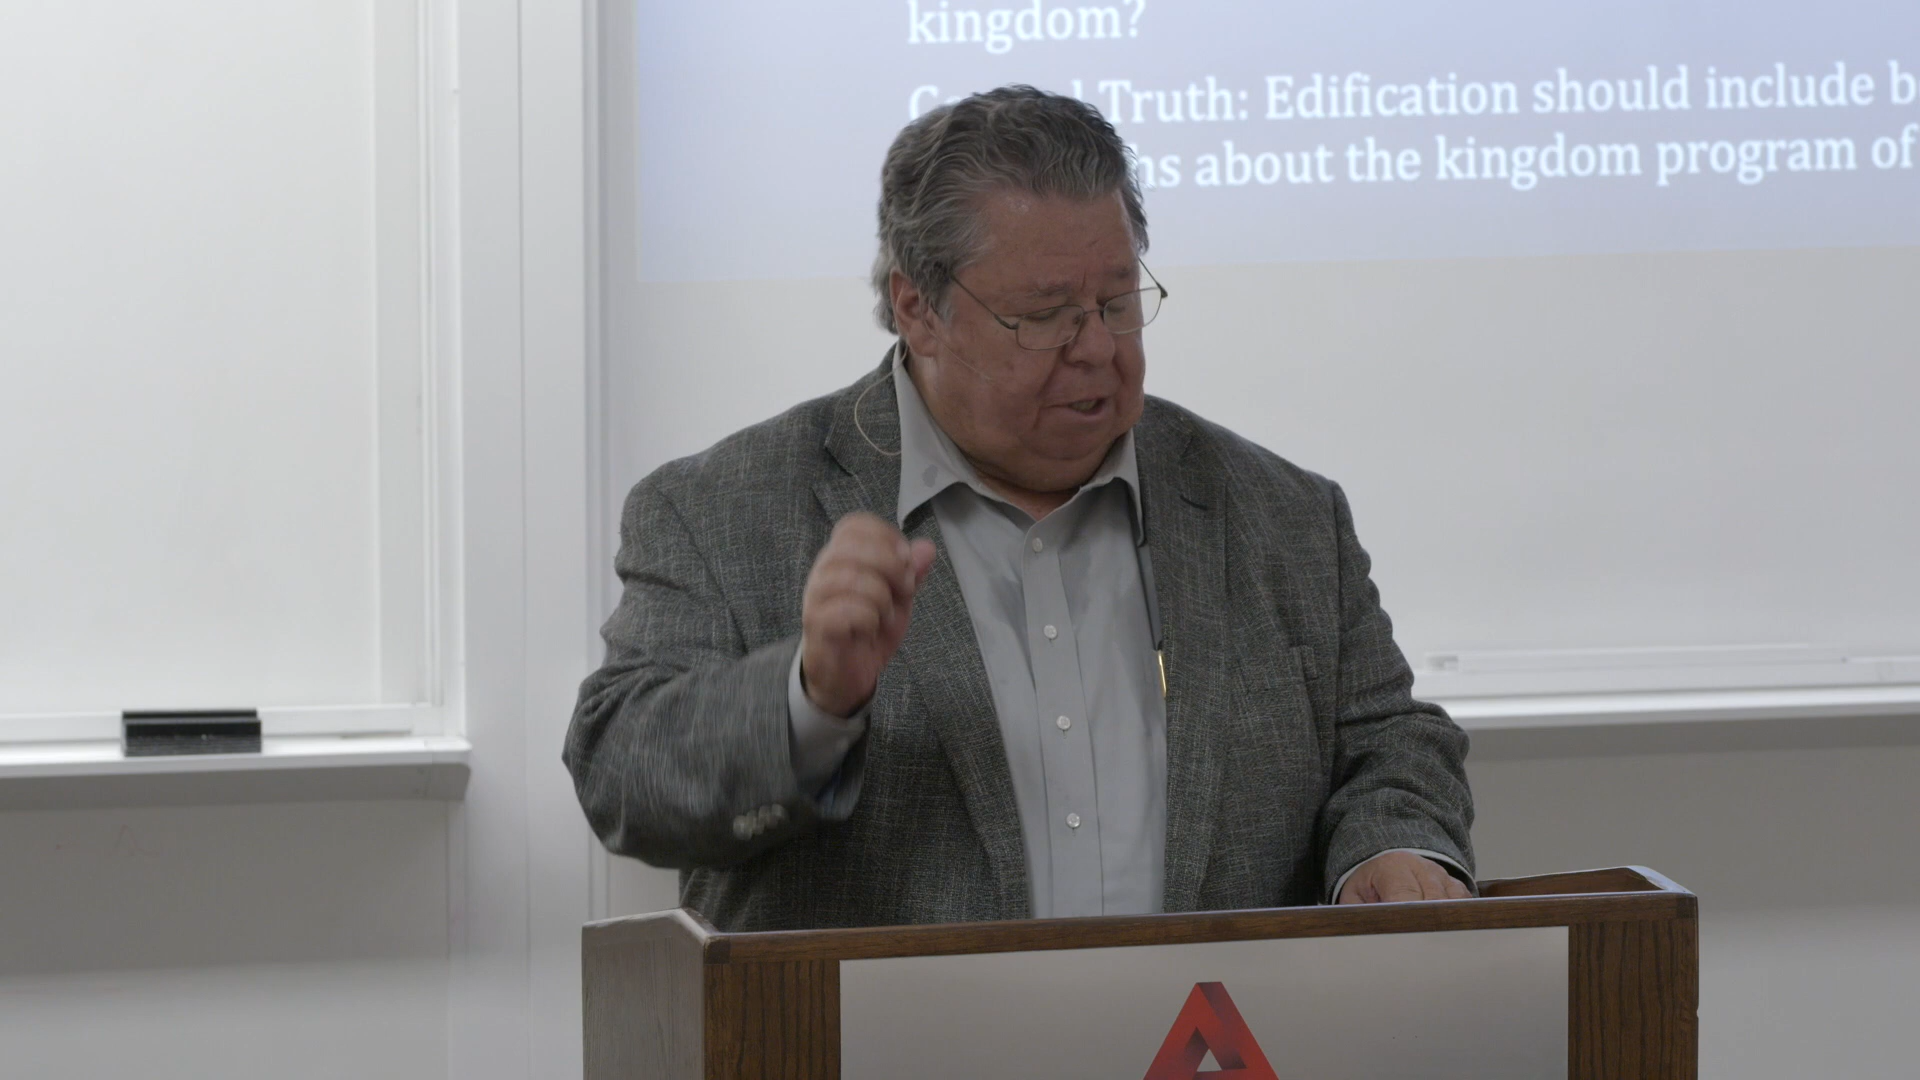 kingdom?
Truth: Edification should include
about the kingdom program of